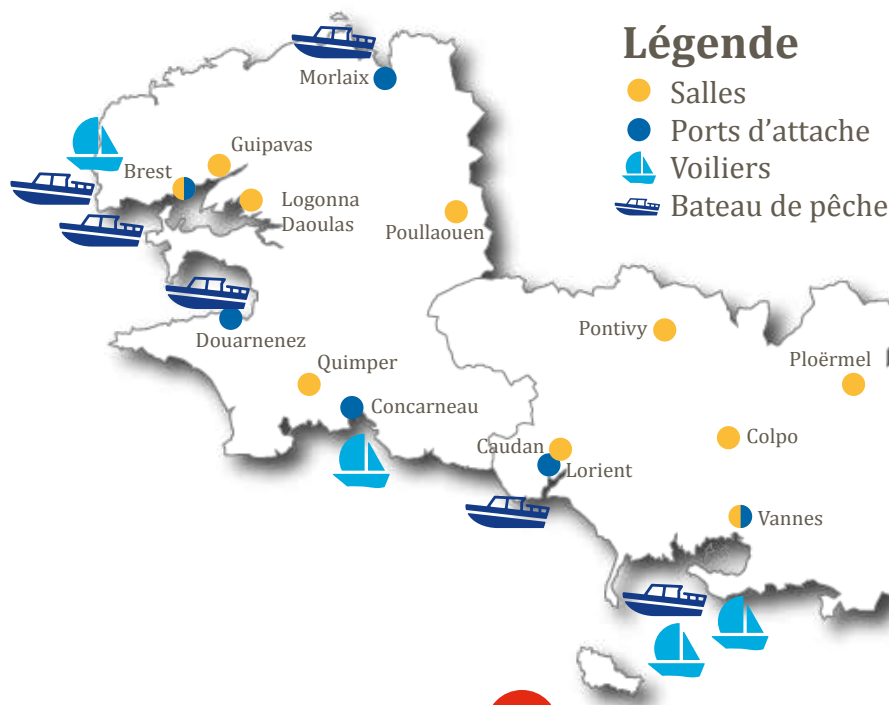 Légende
Salles
Ports d'attache
Voiliers
Bateau de pêche
Morlaix
Guipavas
Brest
Logonna
Daoulas
Poullaouen
Douarnenez
Pontivy
Quimper
Ploërmel
Concarneau
Caudan
Colpo
Lorient
Vannes